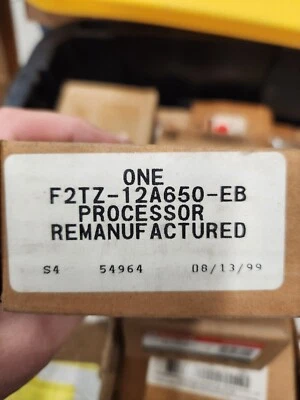 ONE
F2TZ-12A650-EB
PROCESSOR
REMANUFACTURED
S4 54964 08/13/99